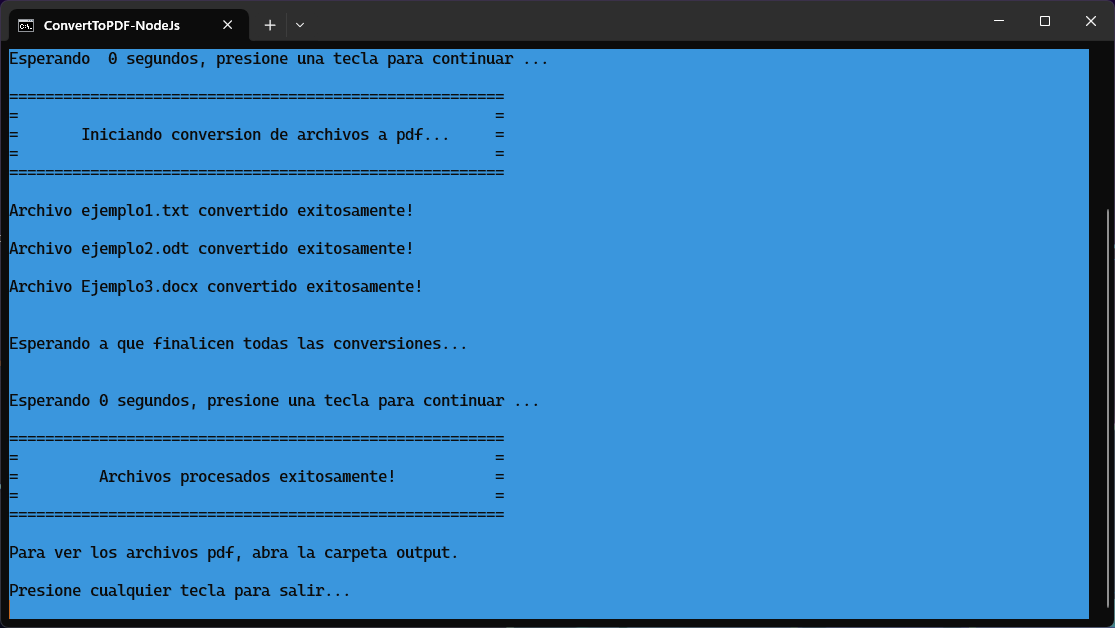 ConvertToPDF-NodeJs
Esperando  0 segundos, presione una tecla para continuar ...
=======================================================
=                                                     =
=       Iniciando conversion de archivos a pdf...     =
=                                                     =
=======================================================
Archivo ejemplo1.txt convertido exitosamente!
Archivo ejemplo2.odt convertido exitosamente!
Archivo Ejemplo3.docx convertido exitosamente!
Esperando a que finalicen todas las conversiones...
Esperando 0 segundos, presione una tecla para continuar ...
=======================================================
=                                                     =
=         Archivos procesados exitosamente!           =
=                                                     =
=======================================================
Para ver los archivos pdf, abra la carpeta output.
Presione cualquier tecla para salir...